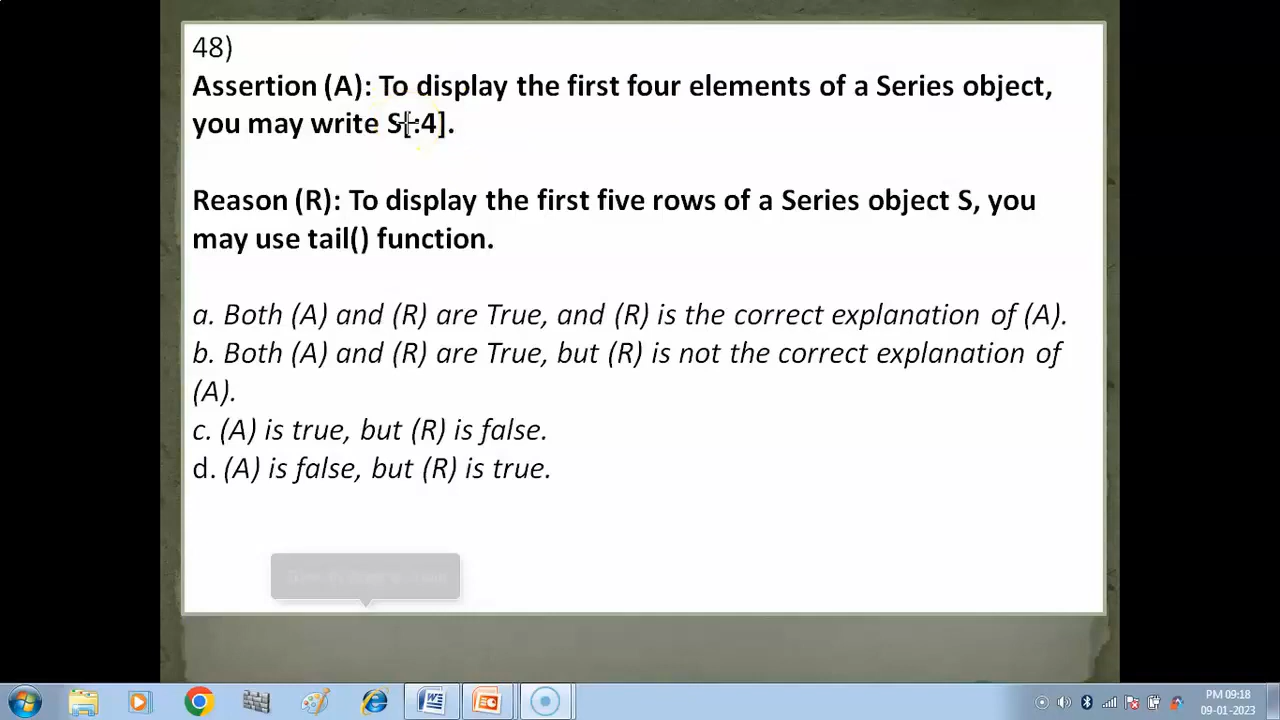 48)
Assertion (A): To display the first four elements of a Series object,
you may write S[:4].
Reason (R): To display the first five rows of a Series object S, you
may use tail() function.
a. Both (A) and (R) are True, and (R) is the correct explanation of (A).
b. Both (A) and (R) are True, but (R) is not the correct explanation of
(A).
c. (A) is true, but (R) is false.
d. (A) is false, but (R) is true.
PM 09:18
09-01-2023